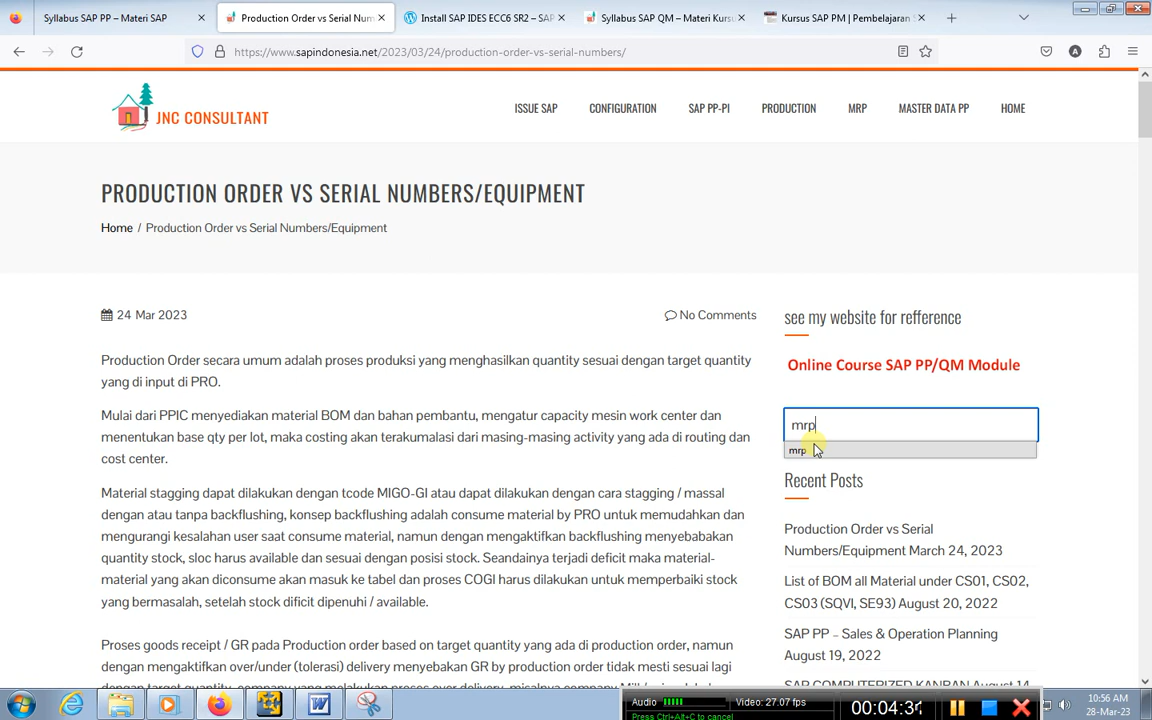 Syllabus SAP PP – Materi SAP
Production Order vs Serial Num
Install SAP IDES ECC6 SR2 – SAP
Syllabus SAP QM – Materi Kursu
Kursus SAP PM | Pembelajaran
https://www.sapindonesia.net/2023/03/24/production-order-vs-serial-numbers/
JNC CONSULTANT
ISSUE SAP
CONFIGURATION
SAP PP-PI
PRODUCTION
MRP
MASTER DATA PP
HOME
PRODUCTION ORDER VS SERIAL NUMBERS/EQUIPMENT
Home / Production Order vs Serial Numbers/Equipment
24 Mar 2023
No Comments
Production Order secara umum adalah proses produksi yang menghasilkan quantity sesuai dengan target quantity
yang di input di PRO.
Mulai dari PPIC menyediakan material BOM dan bahan pembantu, mengatur capacity mesin work center dan
menentukan base qty per lot, maka costing akan terakumalasi dari masing-masing activity yang ada di routing dan
cost center.
Material stagging dapat dilakukan dengan tcode MIGO-GI atau dapat dilakukan dengan cara stagging / massal
dengan atau tanpa backflushing, konsep backflushing adalah consume material by PRO untuk memudahkan dan
mengurangi kesalahan user saat consume material, namun dengan mengaktifkan backflushing menyebabakan
quantity stock, sloc harus available dan sesuai dengan posisi stock. Seandainya terjadi deficit maka material-
material yang akan diconsume akan masuk ke tabel dan proses COGI harus dilakukan untuk memperbaiki stock
yang bermasalah, setelah stock dificit dipenuhi / available.
Proses goods receipt / GR pada Production order based on target quantity yang ada di production order, namun
dengan mengaktifkan over/under (tolerasi) delivery menyebakan GR by production order tidak mesti sesuai lagi
see my website for refference
Online Course SAP PP/QM Module
mrp
mrp
Recent Posts
Production Order vs Serial
Numbers/Equipment March 24, 2023
List of BOM all Material under CS01, CS02,
CS03 (SQVI, SE93) August 20, 2022
SAP PP – Sales & Operation Planning
August 19, 2022
SAP COMPUTERIZED KANBAN August 14
Audio
Video: 27.07 fps
Press Ctrl+Alt+C to cancel
10:56 AM
28-Mar-23